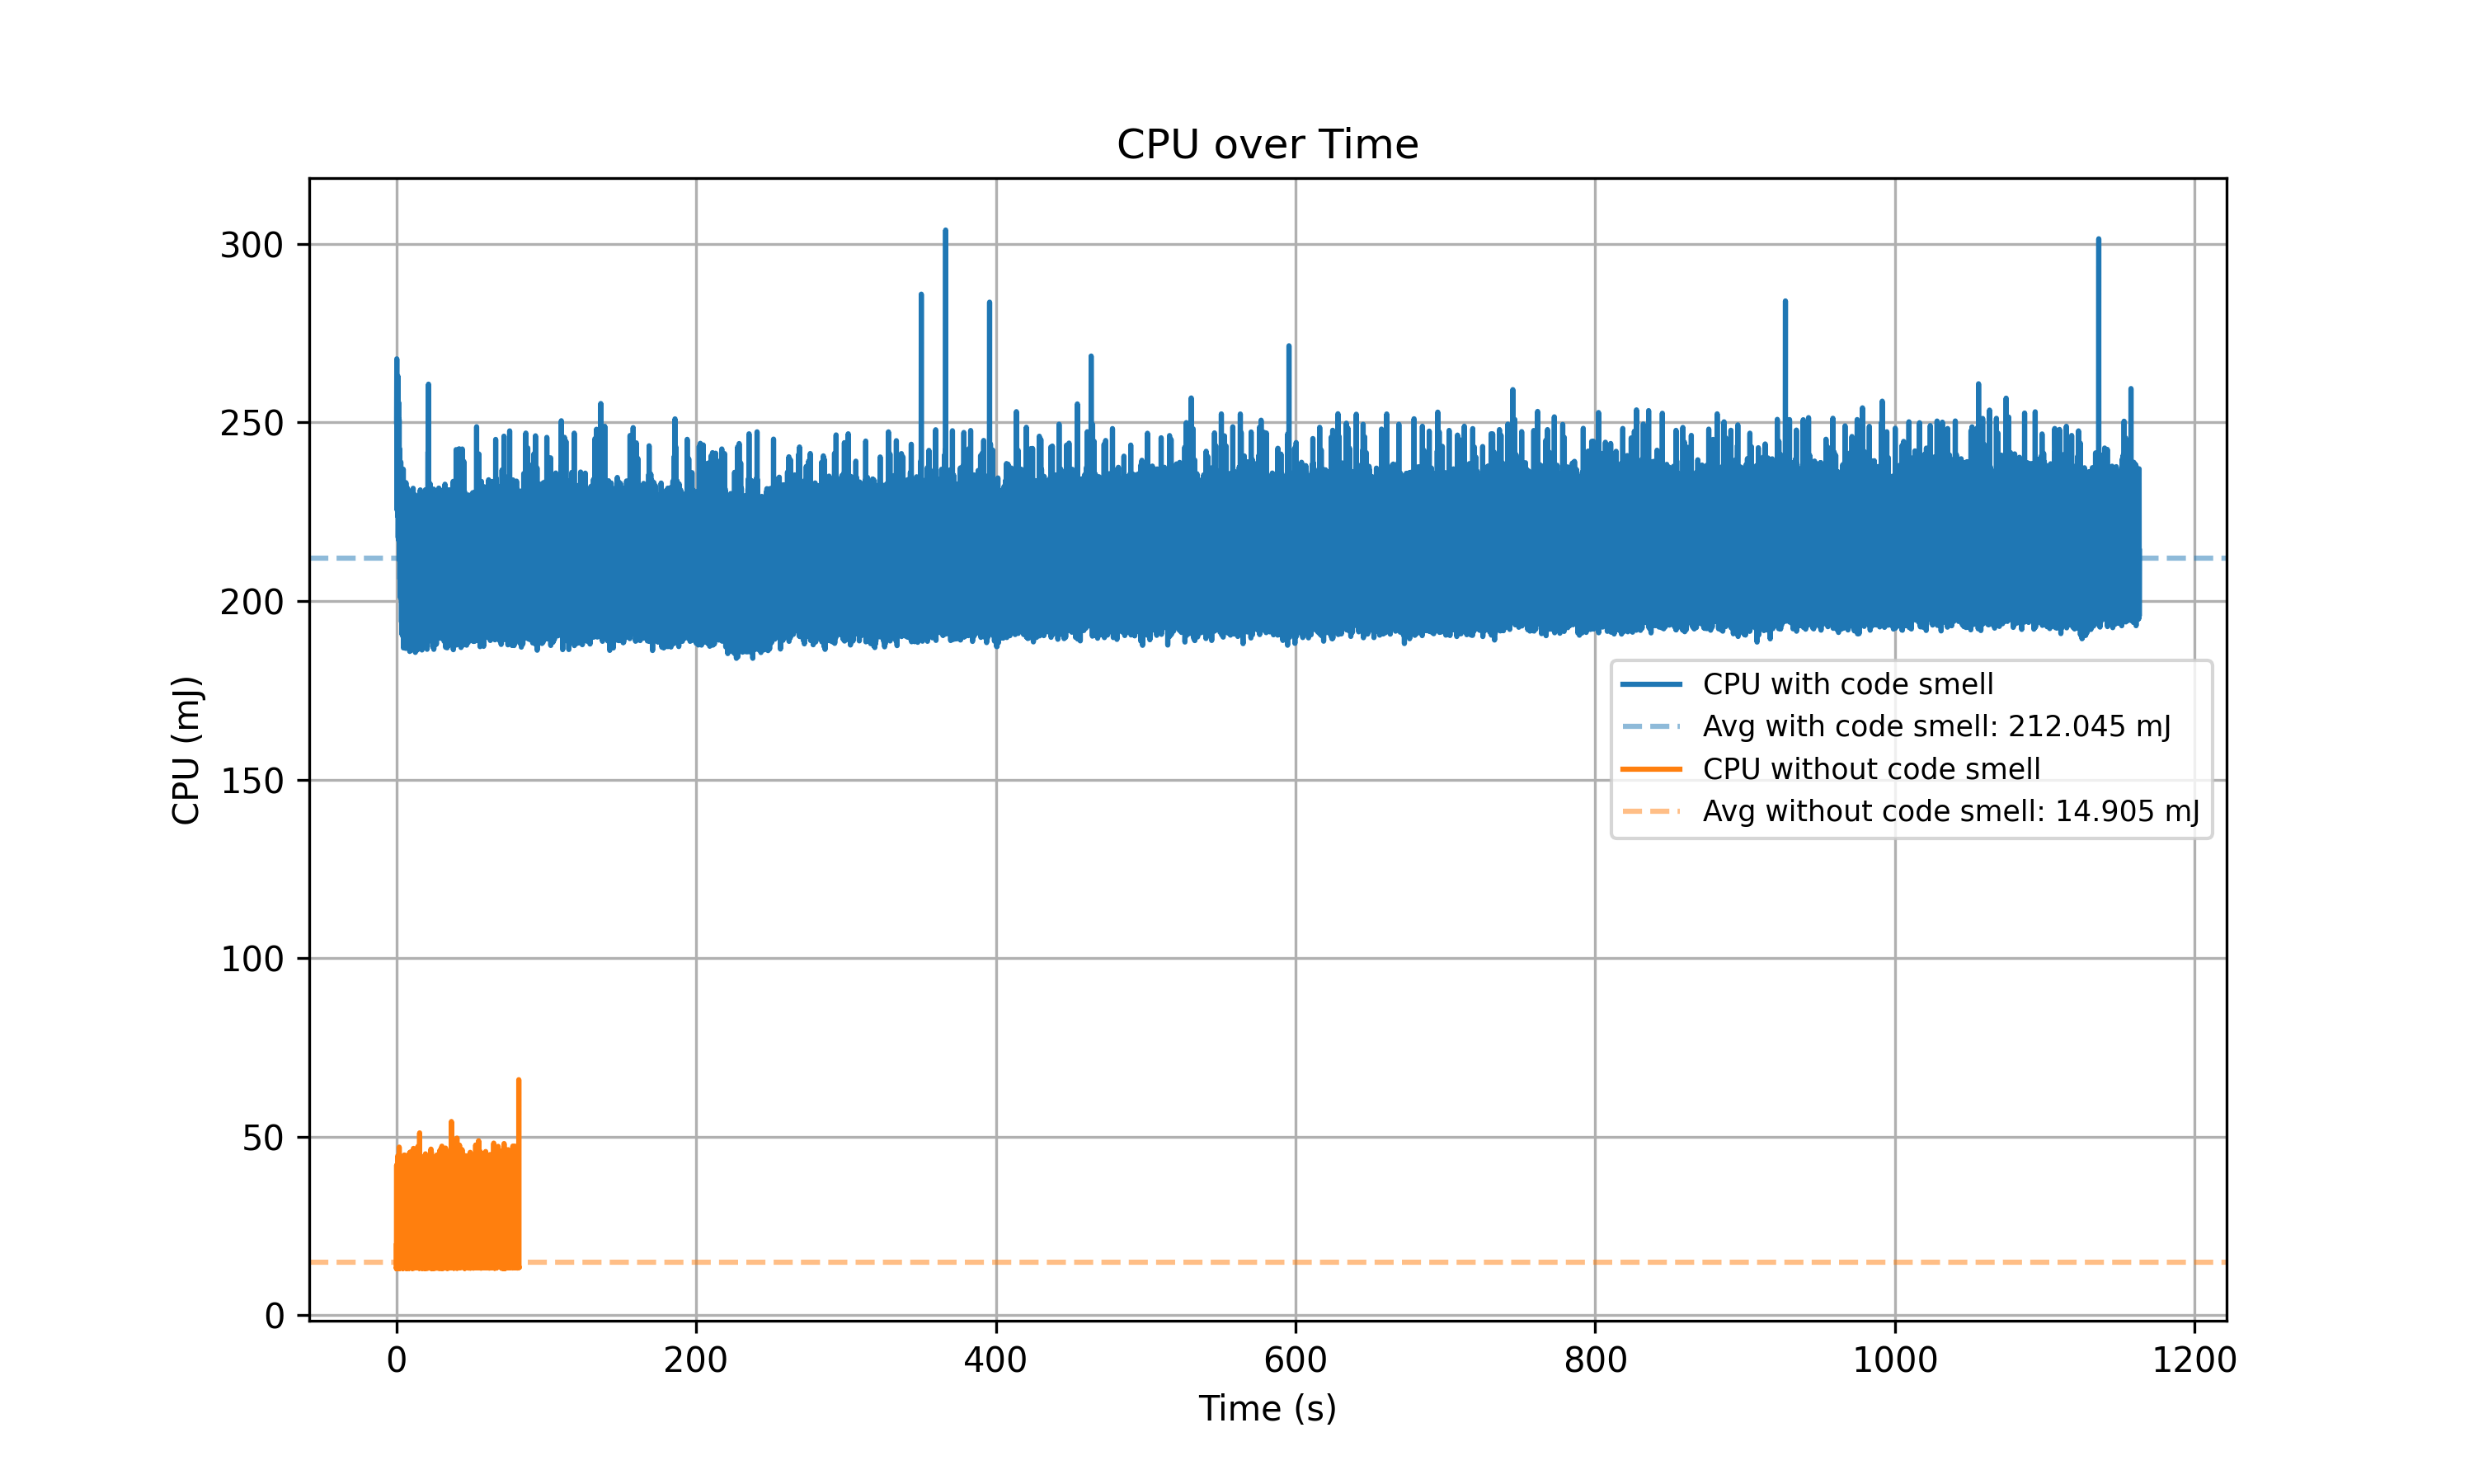 CPU over Time
300
250
200
150
100
50
0
CPU (mJ)
CPU with code smell
Avg with code smell: 212.045 mJ
CPU without code smell
Avg without code smell: 14.905 mJ
0 200 400 600 800 1000 1200
Time (s)